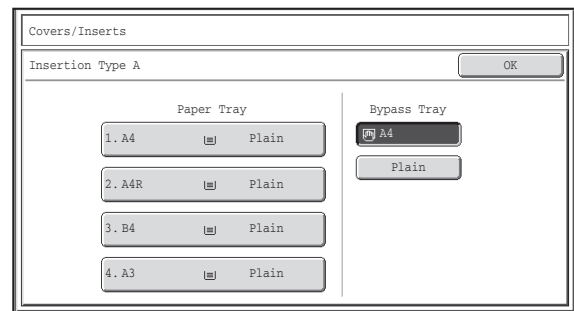 Covers/Inserts
Insertion Type A
OK
Paper Tray
Bypass Tray
1. A4 Plain
A4
2. A4R Plain
Plain
3. B4 Plain
4. A3 Plain